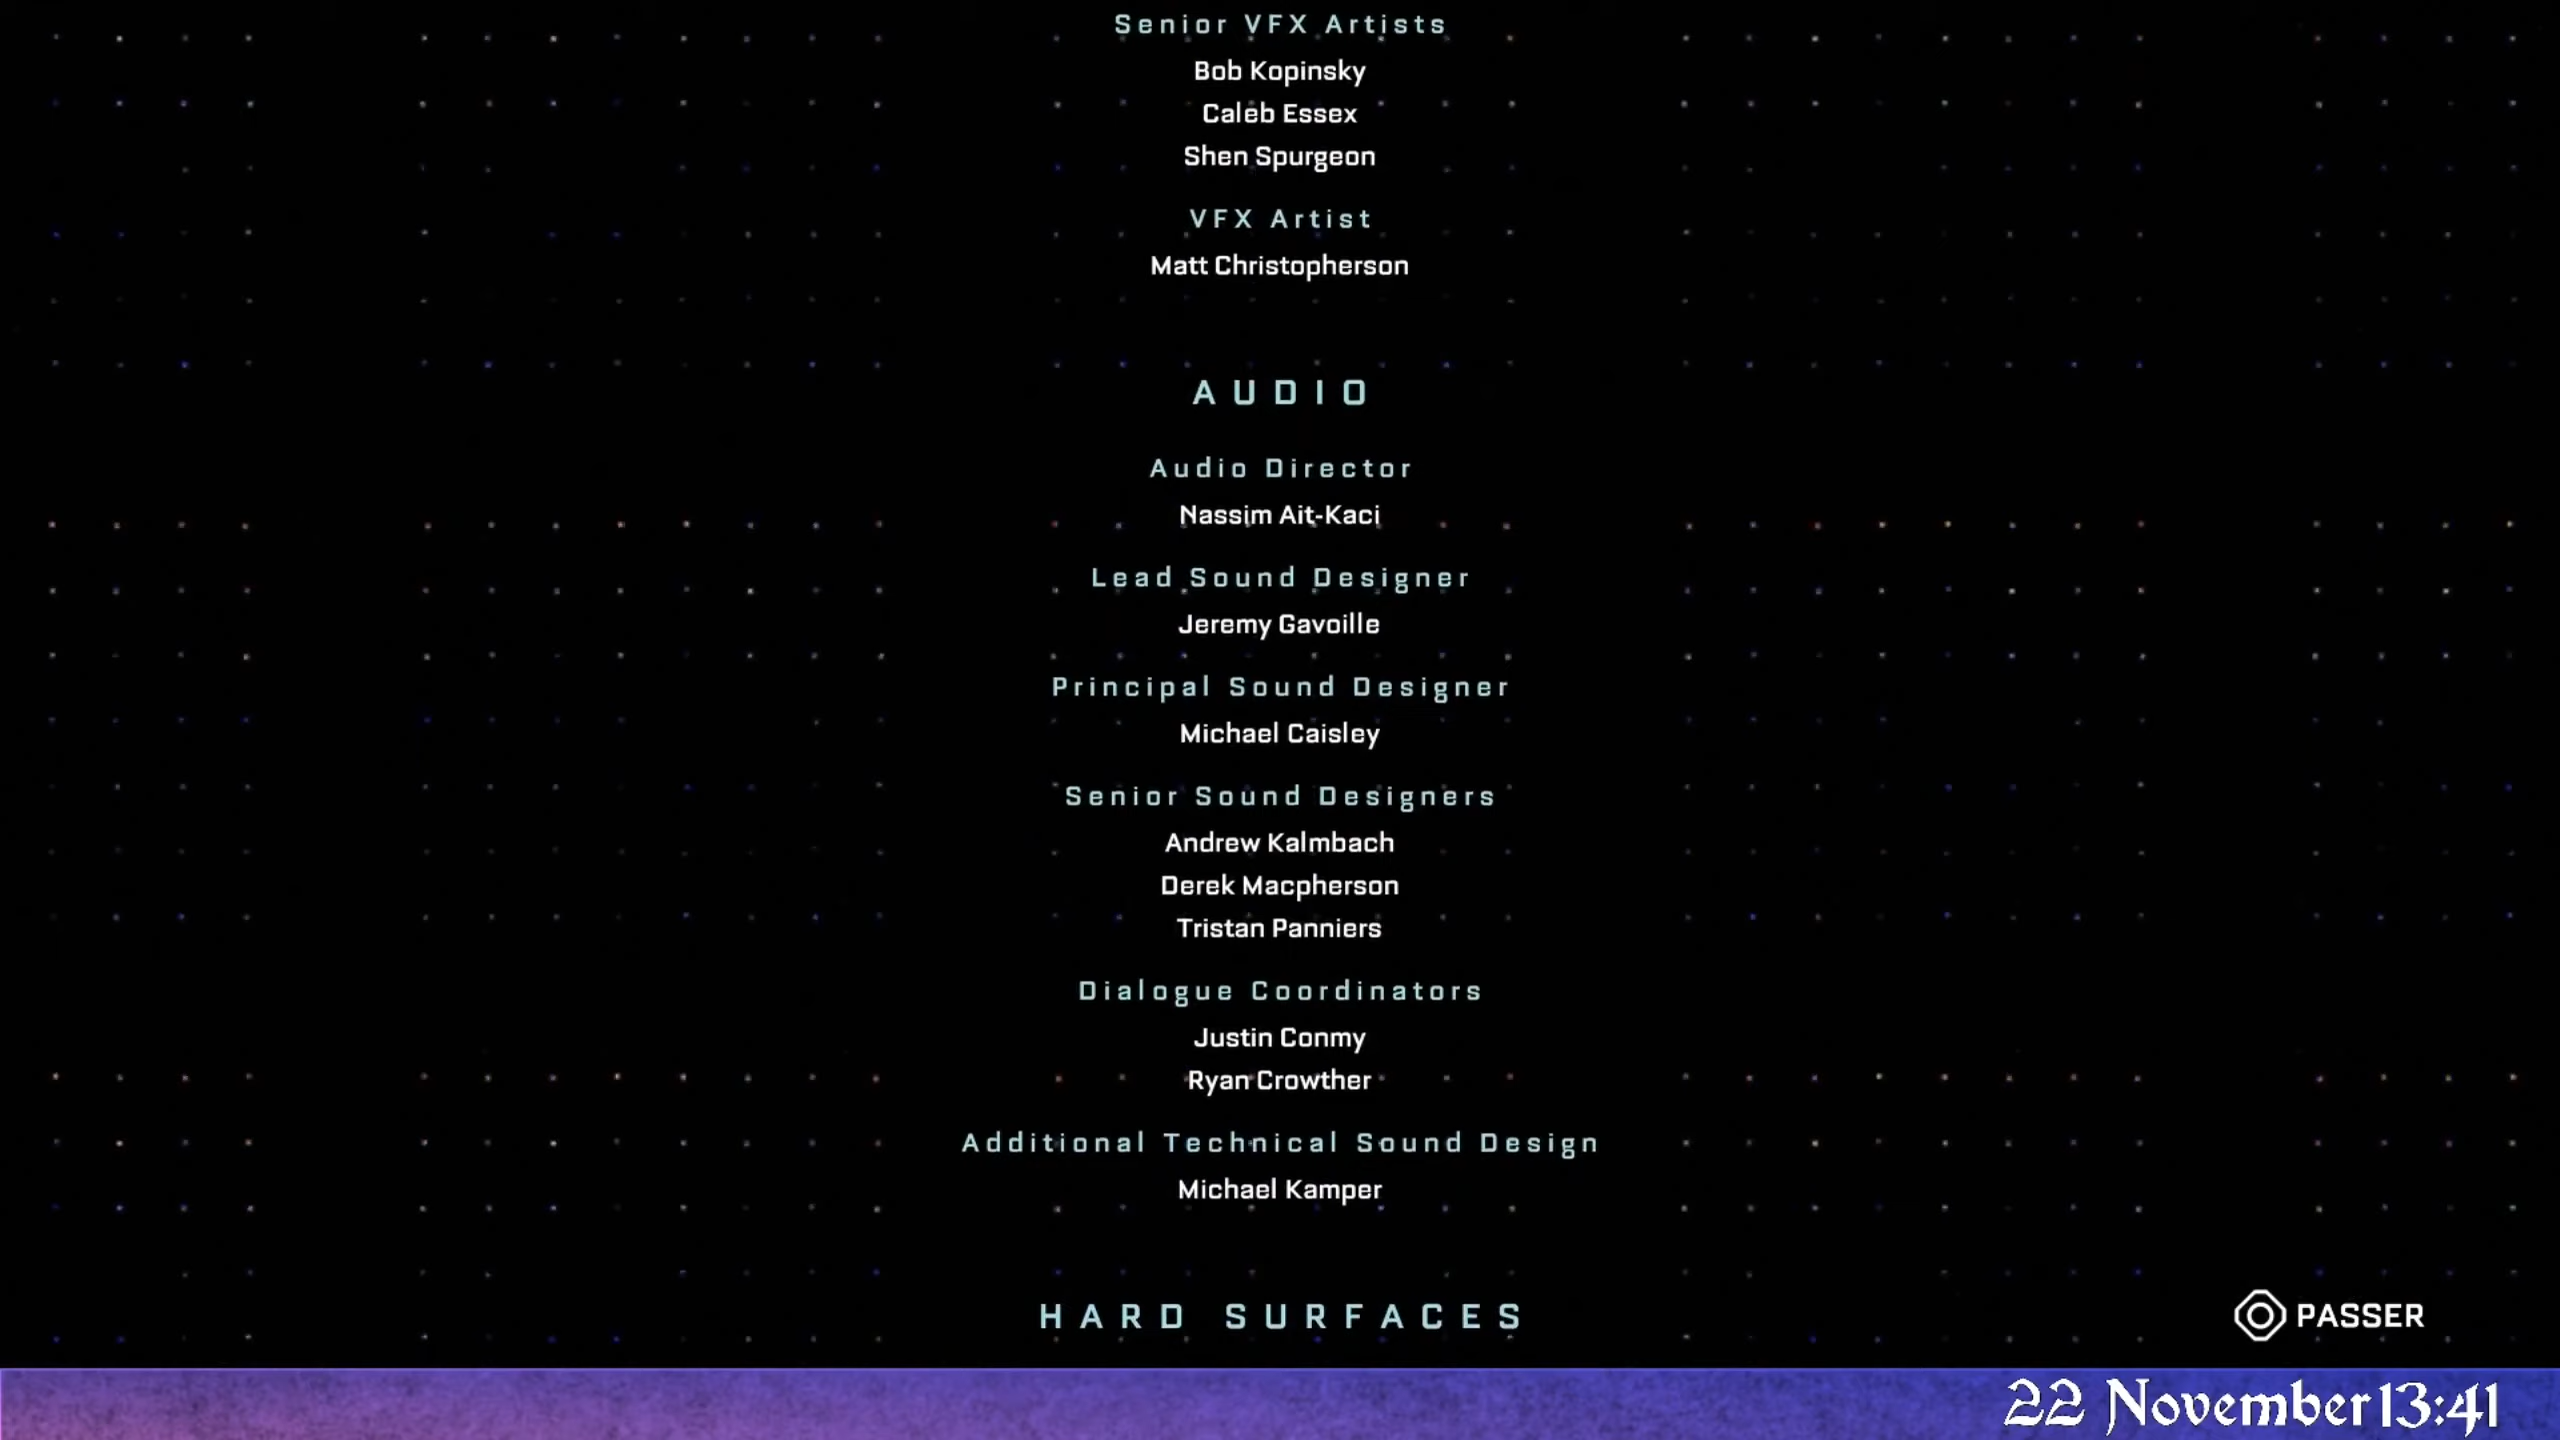 Senior VFX Artists
Bob Kopinsky
Caleb Essex
Shen Spurgeon
VFX Artist
Matt Christopherson
AUDIO
Audio Director
Nassim Ait-Kaci
Lead Sound Designer
Jeremy Gavoille
Principal Sound Designer
Michael Caisley
Senior Sound Designers
Andrew Kalmbach
Derek Macpherson
Tristan Panniers
Dialogue Coordinators
Justin Conmy
Ryan Crowther
Additional Technical Sound Design
Michael Kamper
HARD SURFACES
PASSER
22 November 13:41